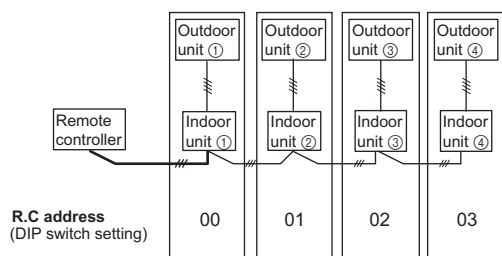 Outdoor
unit ①
Outdoor
unit ②
Outdoor
unit ③
Outdoor
unit ④
Remote
controller
Indoor
unit ①
Indoor
unit ②
Indoor
unit ③
Indoor
unit ④
R.C address
(DIP switch setting)
00
01
02
03